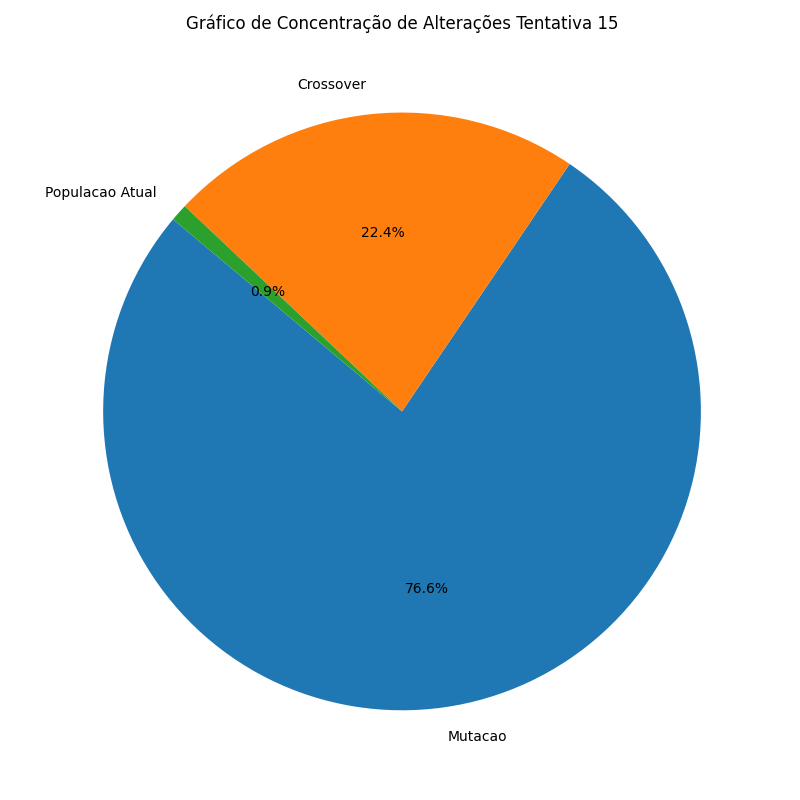 Gráfico de Concentração de Alterações Tentativa 15
Crossover
Populacao Atual
22.4%
0.9%
76.6%
Mutacao